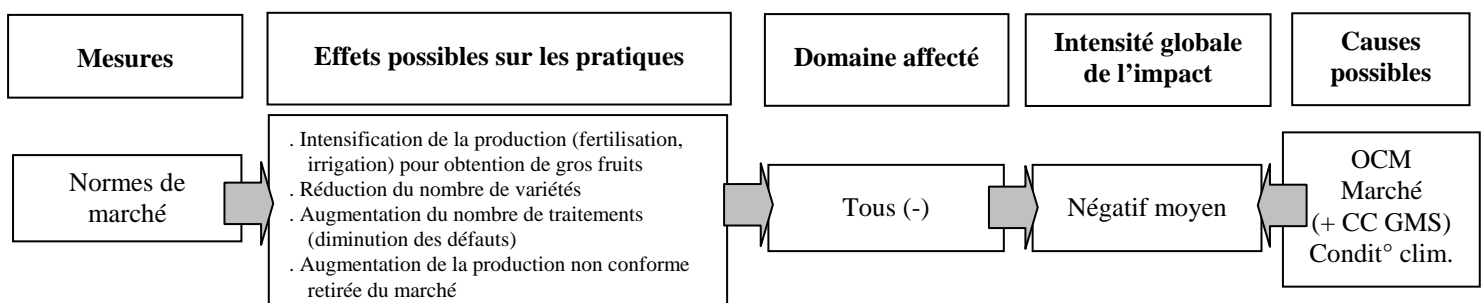 Mesures
Effets possibles sur les pratiques
Domaine affecté
Intensité globale
de l’impact
Causes
possibles
Normes de
marché
. Intensification de la production (fertilisation,
irrigation) pour obtention de gros fruits
. Réduction du nombre de variétés
. Augmentation du nombre de traitements
(diminution des défauts)
. Augmentation de la production non conforme
retirée du marché
Tous (-)
Négatif moyen
OCM
Marché
(+ CC GMS)
Condit° clim.